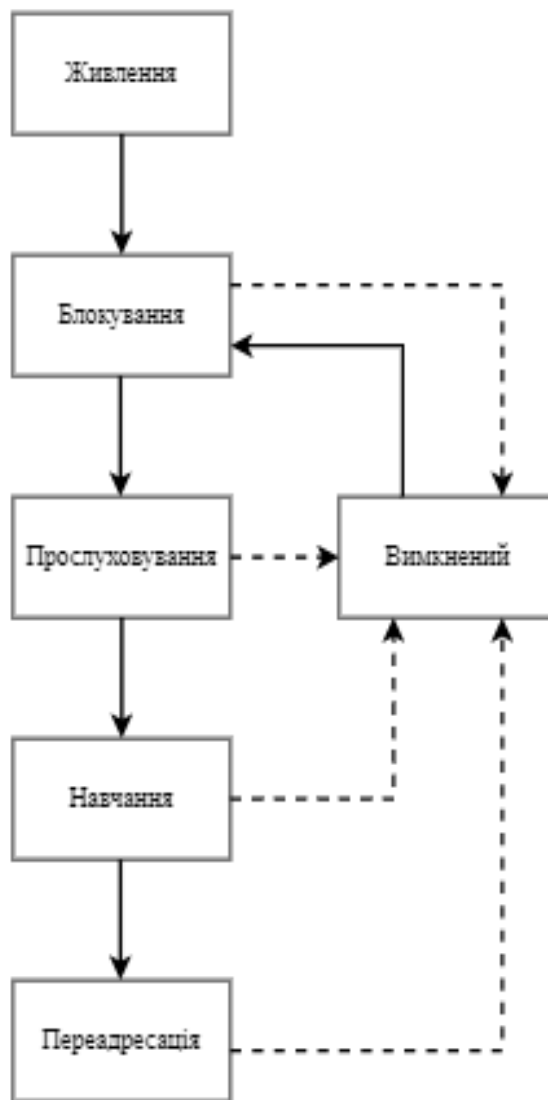 Живлення
Блокування
Прослуховування
Вимкнений
Навчання
Переадресація